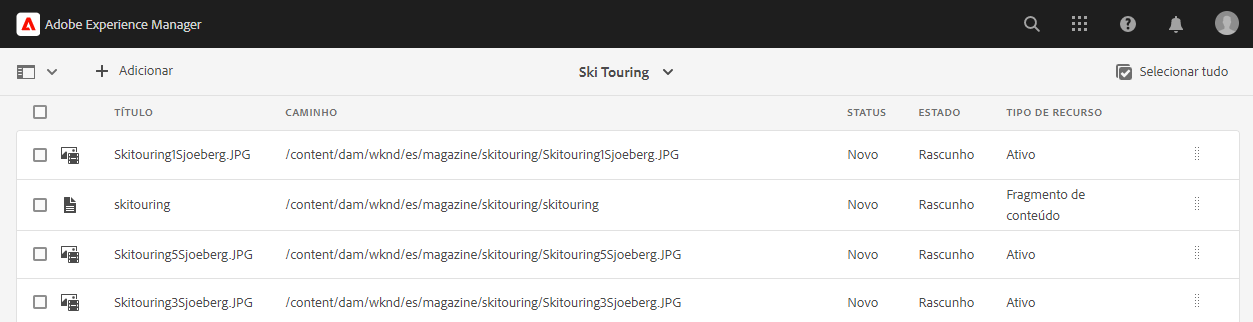 Adobe Experience Manager
Adicionar
Ski Touring
Selecionar tudo
TÍTULO CAMINHO STATUS ESTADO TIPO DE RECURSO
Skitouring1Sjoeberg.JPG /content/dam/wknd/es/magazine/skitouring/Skitouring1Sjoeberg.JPG Novo Rascunho Ativo
skitouring /content/dam/wknd/es/magazine/skitouring/skitouring Novo Rascunho Fragmento de
conteúdo
Skitouring5Sjoeberg.JPG /content/dam/wknd/es/magazine/skitouring/Skitouring5Sjoeberg.JPG Novo Rascunho Ativo
Skitouring3Sjoeberg.JPG /content/dam/wknd/es/magazine/skitouring/Skitouring3Sjoeberg.JPG Novo Rascunho Ativo